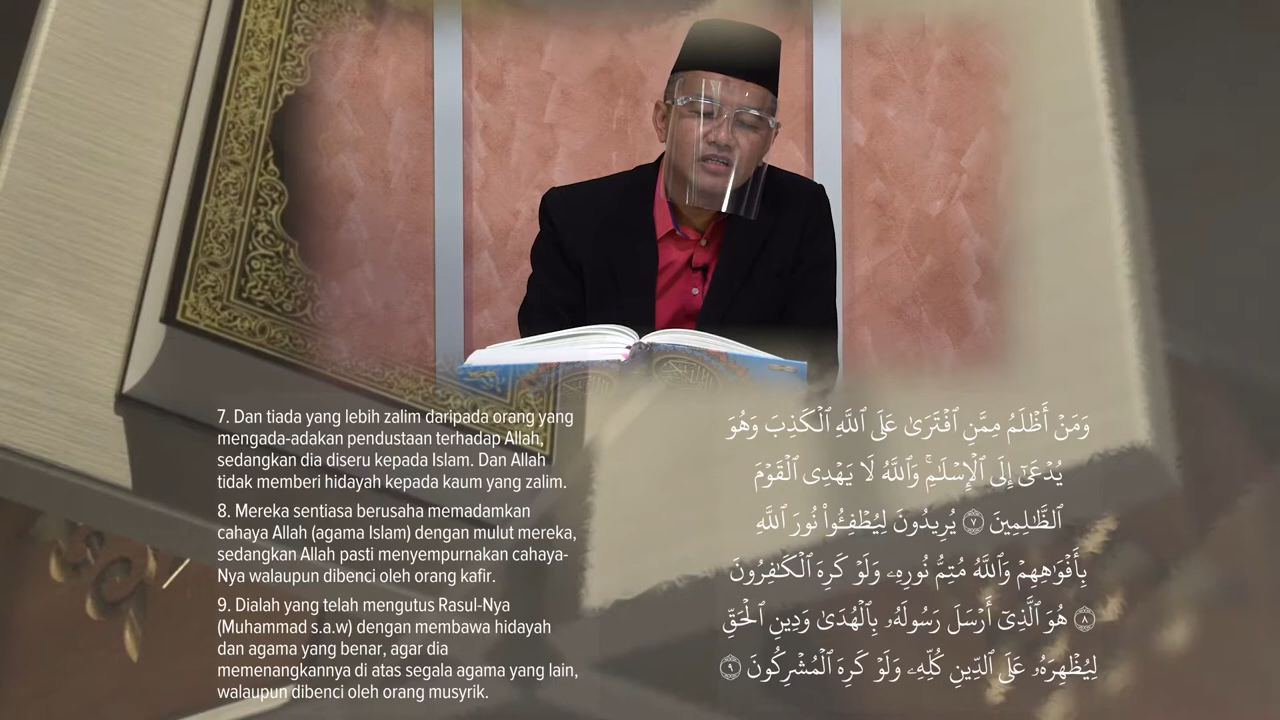 7. Dan tiada yang lebih zalim daripada orang yang
mengada-adakan pendustaan terhadap Allah,
sedangkan dia diseru kepada Islam. Dan Allah
tidak memberi hidayah kepada kaum yang zalim.
8. Mereka sentiasa berusaha memadamkan
cahaya Allah (agama Islam) dengan mulut mereka,
sedangkan Allah pasti menyempurnakan cahaya-
Nya walaupun dibenci oleh orang kafir.
9. Dialah yang telah mengutus Rasul-Nya
(Muhammad s.a.w) dengan membawa hidayah
dan agama yang benar, agar dia
memenangkannya di atas segala agama yang lain,
walaupun dibenci oleh orang musyrik.
وَمَنۡ أَظۡلَمُ مِمَّنِ ٱفۡتَرَىٰ عَلَى ٱللَّهِ ٱلۡكَذِبَ وَهُوَ
يُدۡعَىٰٓ إِلَى ٱلۡإِسۡلَٰمِۚ وَٱللَّهُ لَا يَهۡدِى ٱلۡقَوۡمَ
ٱلظَّٰلِمِينَ ٧ يُرِيدُونَ لِيُطۡفِـُٔواْ نُورَ ٱللَّهِ
بِأَفۡوَٰهِهِمۡ وَٱللَّهُ مُتِمُّ نُورِهِۦ وَلَوۡ كَرِهَ ٱلۡكَٰفِرُونَ
٨ هُوَ ٱلَّذِىٓ أَرۡسَلَ رَسُولَهُۥ بِٱلۡهُدَىٰ وَدِينِ ٱلۡحَقِّ
لِيُظۡهِرَهُۥ عَلَى ٱلدِّينِ كُلِّهِۦ وَلَوۡ كَرِهَ ٱلۡمُشۡرِكُونَ ٩